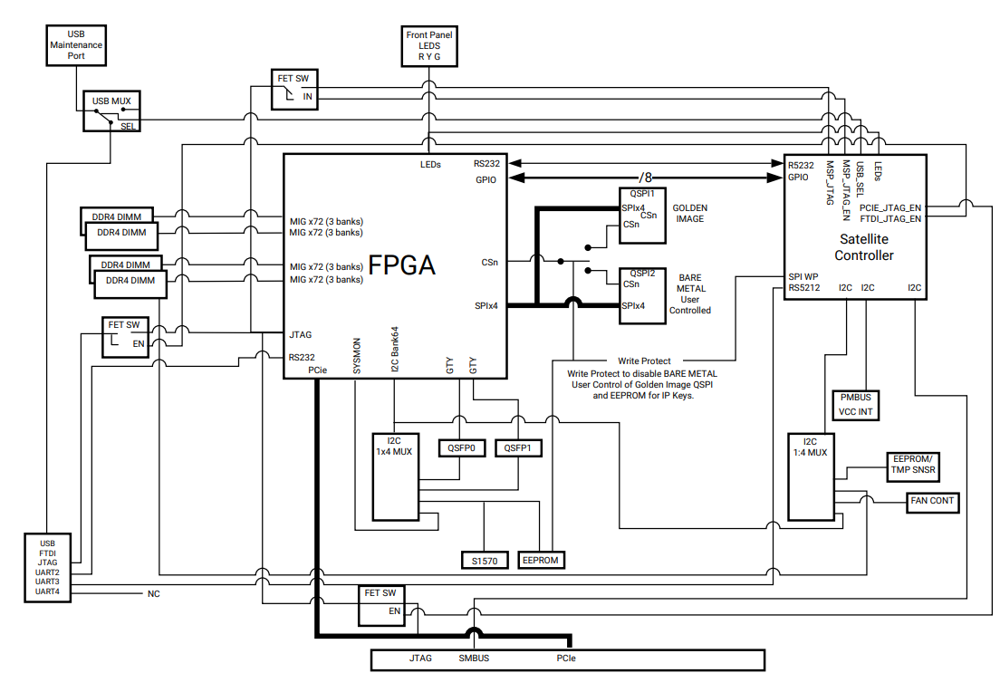 USB
Maintenance
Port
Front Panel
LEDS
R Y G
FET SW
IN
USB MUX
SEL
LEDs
RS232
GPIO
/8
R5232
GPIO
MSP_JTAG
MSP_JTAG_EN
USB_SEL
LEDs
PCIE_JTAG_EN
FTDI_JTAG_EN
Satellite
Controller
SPI WP
RS5212
I2C
I2C
I2C
QSPI1
SPIx4
CSn
CSn
GOLDEN
IMAGE
DDR4 DIMM
DDR4 DIMM
DDR4 DIMM
DDR4 DIMM
MIG x72 (3 banks)
MIG x72 (3 banks)
MIG x72 (3 banks)
MIG x72 (3 banks)
FPGA
CSn
SPIx4
QSPI2
CSn
SPIx4
BARE
METAL
User
Controlled
FET SW
EN
JTAG
RS232
PCIe
SYSMON
I2C Bank64
GTY
GTY
Write Protect
Write Protect to disable BARE METAL
User Control of Golden Image QSPI
and EEPROM for IP Keys.
PMBUS
VCC INT
I2C
1x4 MUX
QSFP0
QSFP1
I2C
1:4 MUX
EEPROM/
TMP SNSR
FAN CONT
S1570
EEPROM
USB
FTDI
JTAG
UART2
UART3
UART4
NC
FET SW
EN
JTAG
SMBUS
PCIe